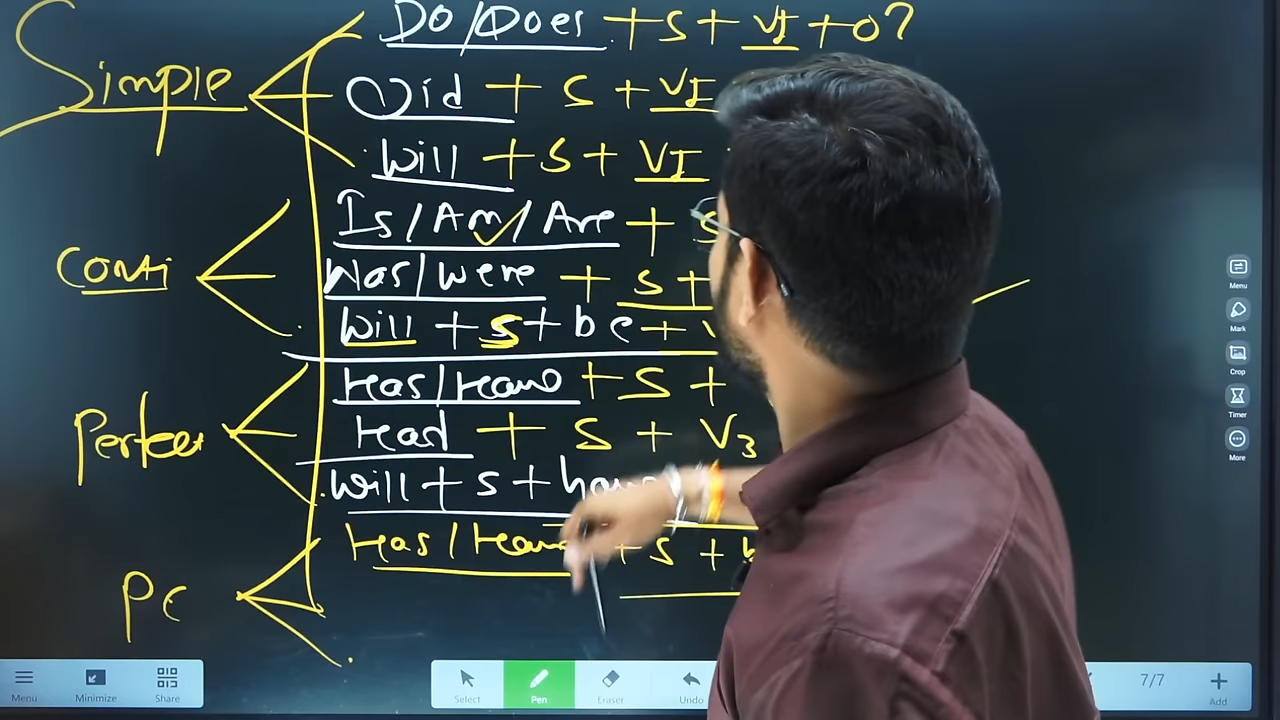 Simple
Do/Does + S + VI + O?
Did + S + VI
Will + S + VI
Conti
Is/Am/Are + S
Was/Were + S +
Will + S + be + V
Perfect
Has/Have + S +
Had + S + V3
Will + S + have
PC
Has/Have + S + b
Menu
Mark
Crop
Timer
More
Menu
Minimize
Share
Select
Pen
Eraser
Undo
7/7
Add